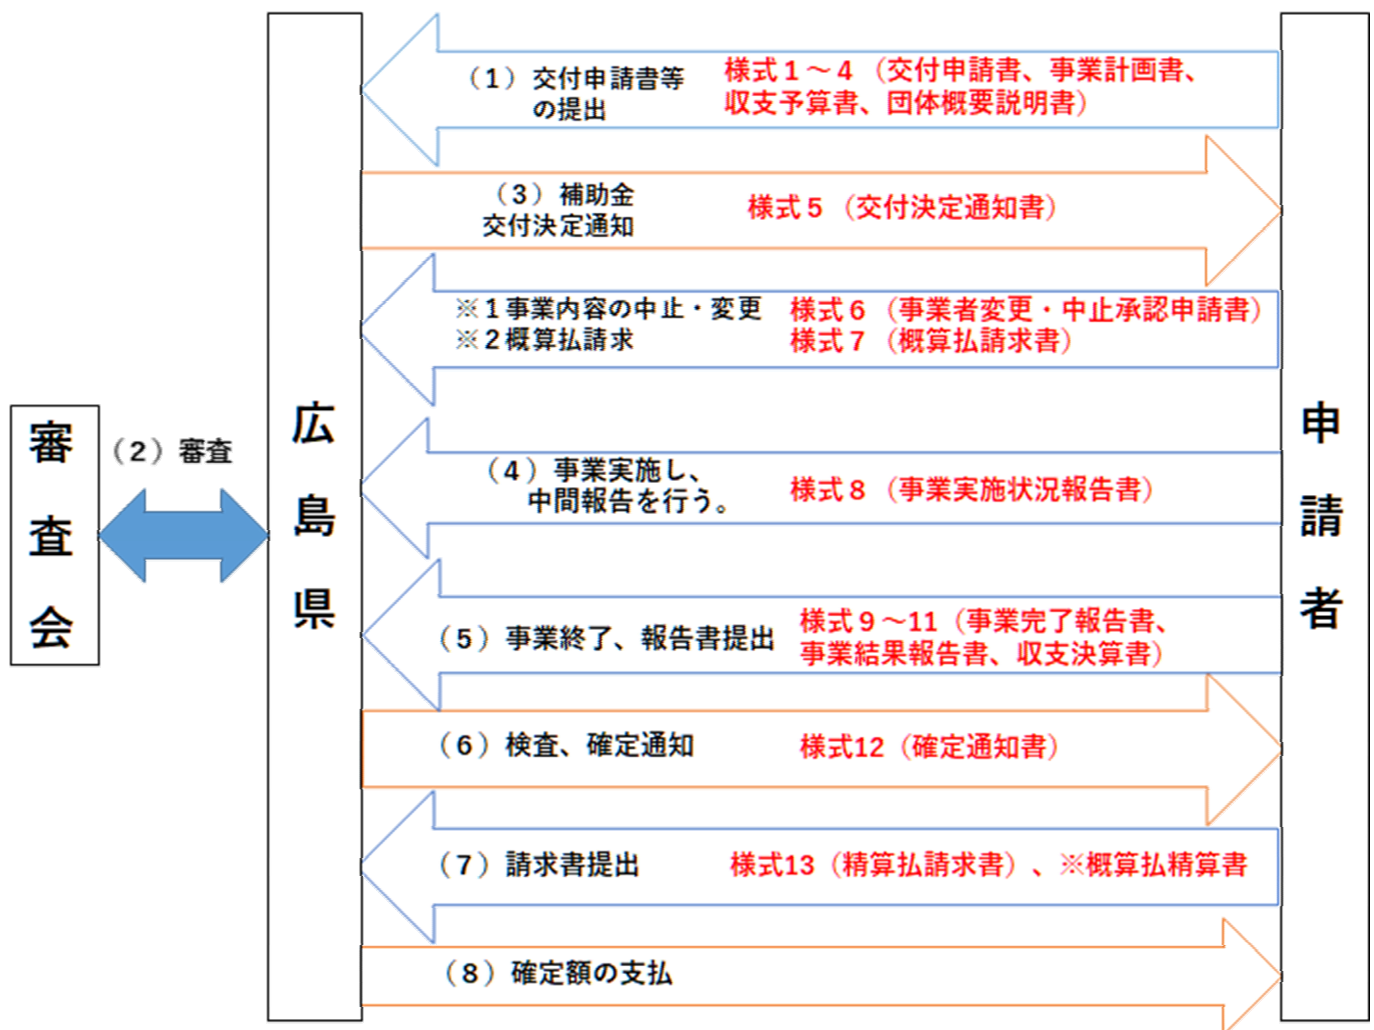 （1）交付申請書等
の提出
様式１～４（交付申請書、事業計画書、
収支予算書、団体概要説明書）
（3）補助金
交付決定通知
様式５（交付決定通知書）
※１事業内容の中止・変更
※２概算払請求
様式６（事業者変更・中止承認申請書）
様式７（概算払請求書）
審査会
（2）審査
広島県
申請者
（4）事業実施し、
中間報告を行う。
様式８（事業実施状況報告書）
（5）事業終了、報告書提出
様式９～11（事業完了報告書、
事業結果報告書、収支決算書）
（6）検査、確定通知
様式12（確定通知書）
（7）請求書提出
様式13（精算払請求書）、※概算払精算書
（8）確定額の支払